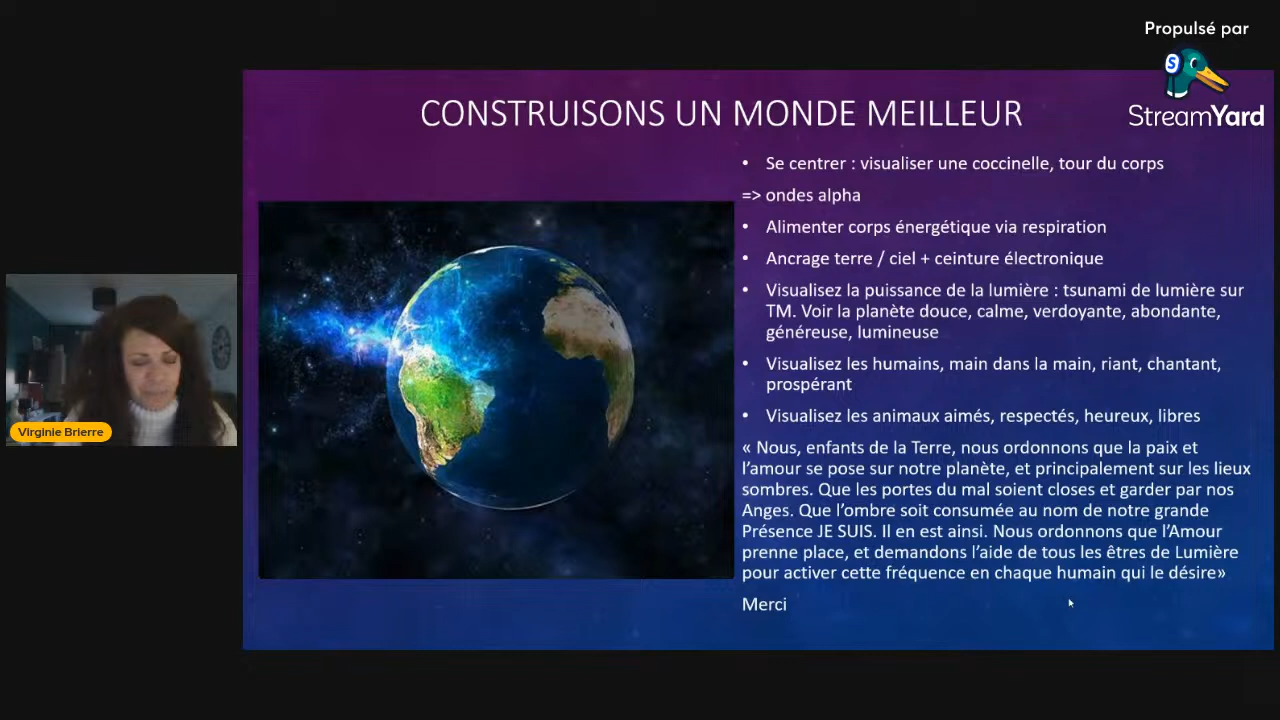 Propulsé par
StreamYard
CONSTRUISONS UN MONDE MEILLEUR
• Se centrer : visualiser une coccinelle, tour du corps
=> ondes alpha
• Alimenter corps énergétique via respiration
• Ancrage terre / ciel + ceinture électronique
• Visualisez la puissance de la lumière : tsunami de lumière sur
TM. Voir la planète douce, calme, verdoyante, abondante,
généreuse, lumineuse
• Visualisez les humains, main dans la main, riant, chantant,
prospérant
• Visualisez les animaux aimés, respectés, heureux, libres
« Nous, enfants de la Terre, nous ordonnons que la paix et
l'amour se pose sur notre planète, et principalement sur les lieux
sombres. Que les portes du mal soient closes et garder par nos
Anges. Que l'ombre soit consumée au nom de notre grande
Présence JE SUIS. Il en est ainsi. Nous ordonnons que l'Amour
prenne place, et demandons l'aide de tous les êtres de Lumière
pour activer cette fréquence en chaque humain qui le désire»
Merci
Virginie Brierre